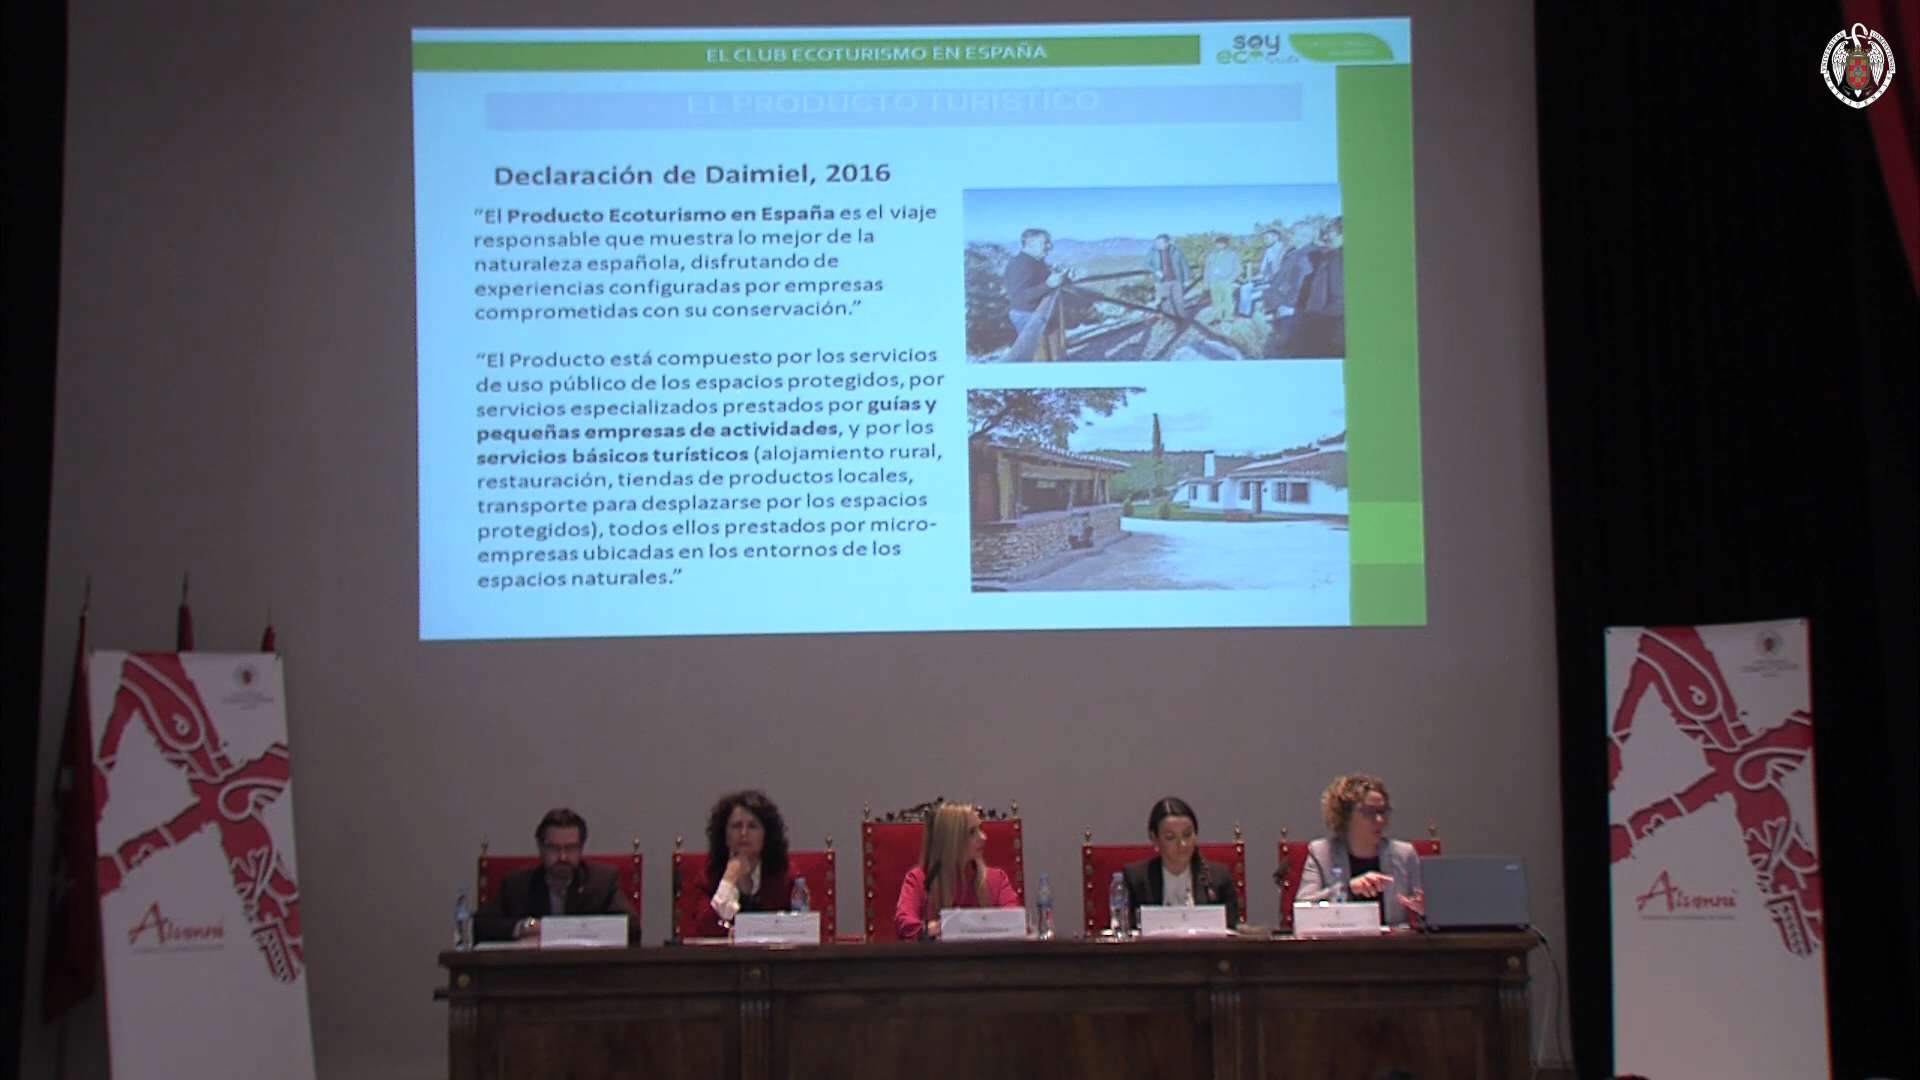 EL CLUB ECOTURISMO EN ESPAÑA
soy
eco
EL PRODUCTO TURISTICO
Declaración de Daimiel, 2016
“El Producto Ecoturismo en España es el viaje
responsable que muestra lo mejor de la
naturaleza española, disfrutando de
experiencias configuradas por empresas
comprometidas con su conservación.”
“El Producto está compuesto por los servicios
de uso público de los espacios protegidos, por
servicios especializados prestados por guías y
pequeñas empresas de actividades, y por los
servicios básicos turísticos (alojamiento rural,
restauración, tiendas de productos locales,
transporte para desplazarse por los espacios
protegidos), todos ellos prestados por micro-
empresas ubicadas en los entornos de los
espacios naturales.”